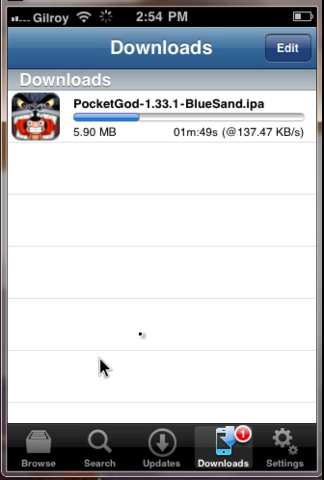 Gilroy 2:54 PM
Downloads Edit
Downloads
PocketGod-1.33.1-BlueSand.ipa
5.90 MB 01m:49s (@137.47 KB/s)
1
Browse Search Updates Downloads Settings